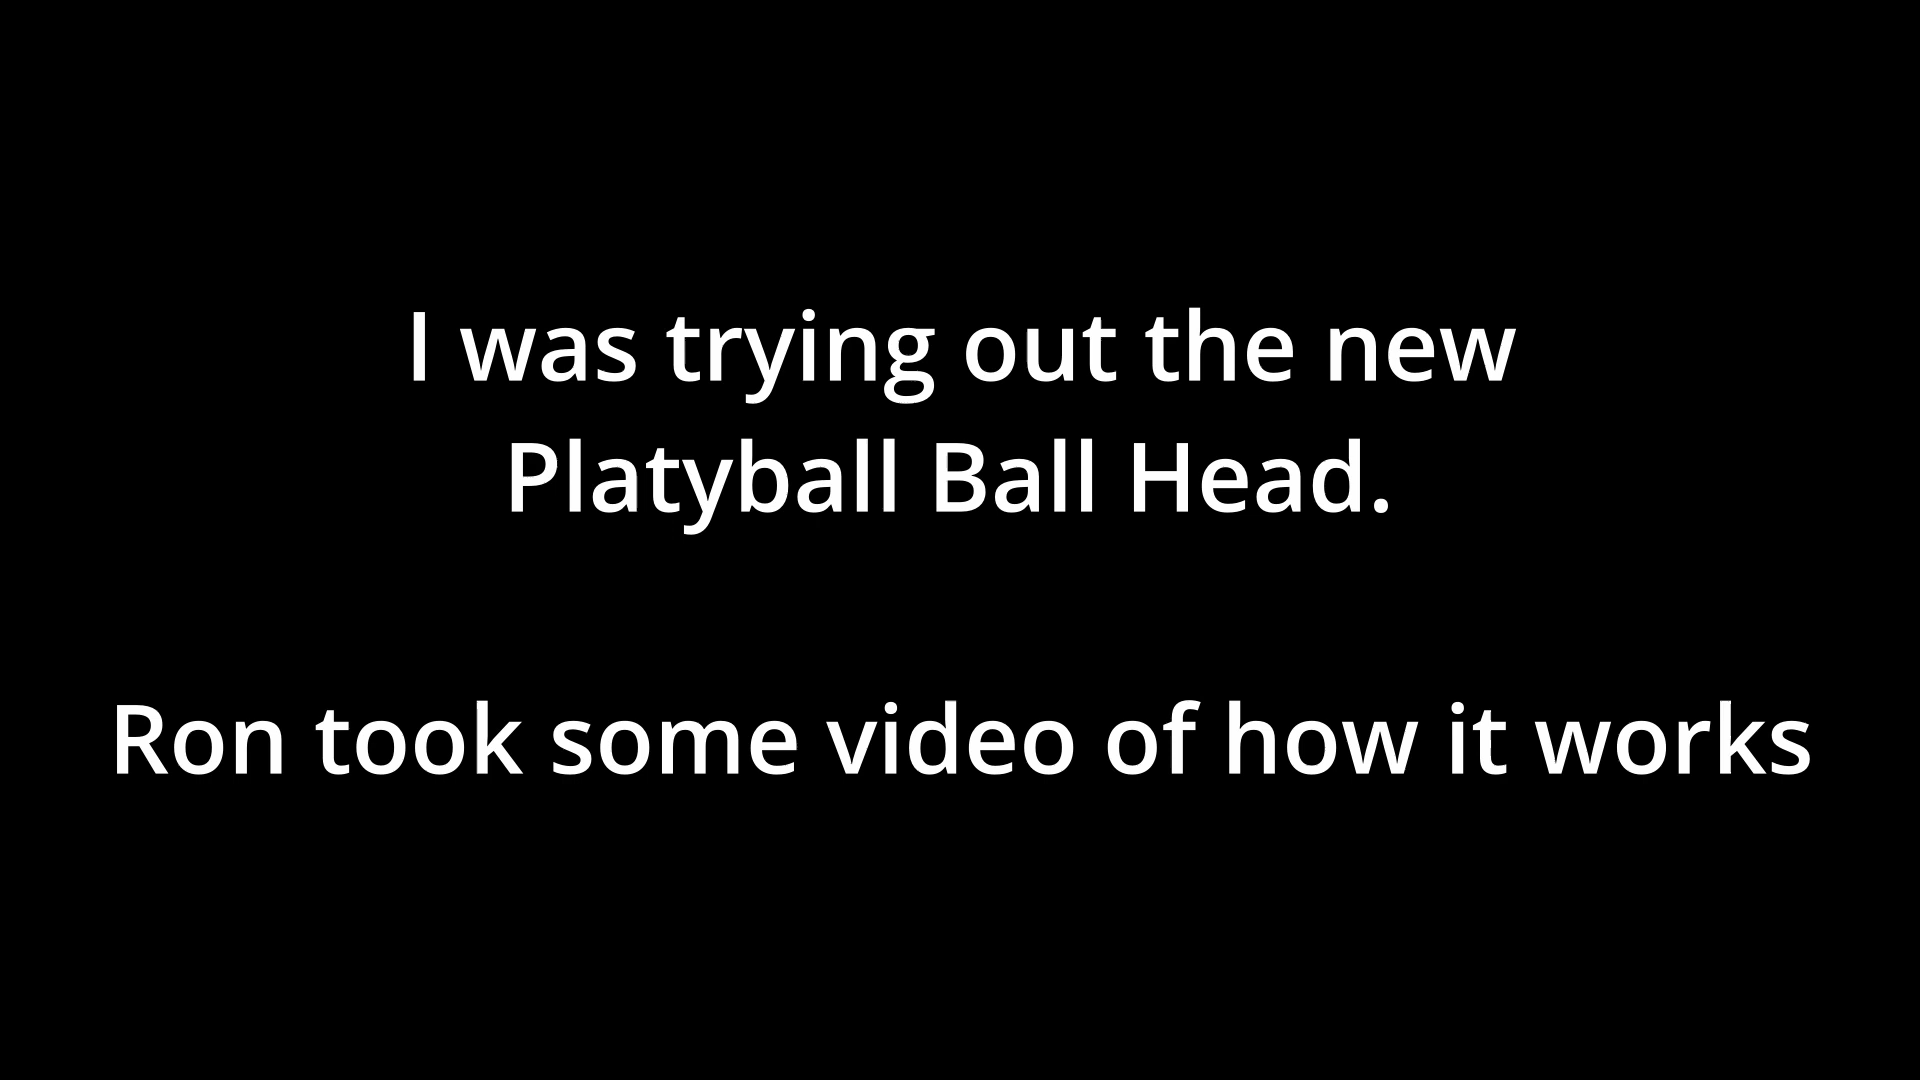 I was trying out the new
Platyball Ball Head.
Ron took some video of how it works